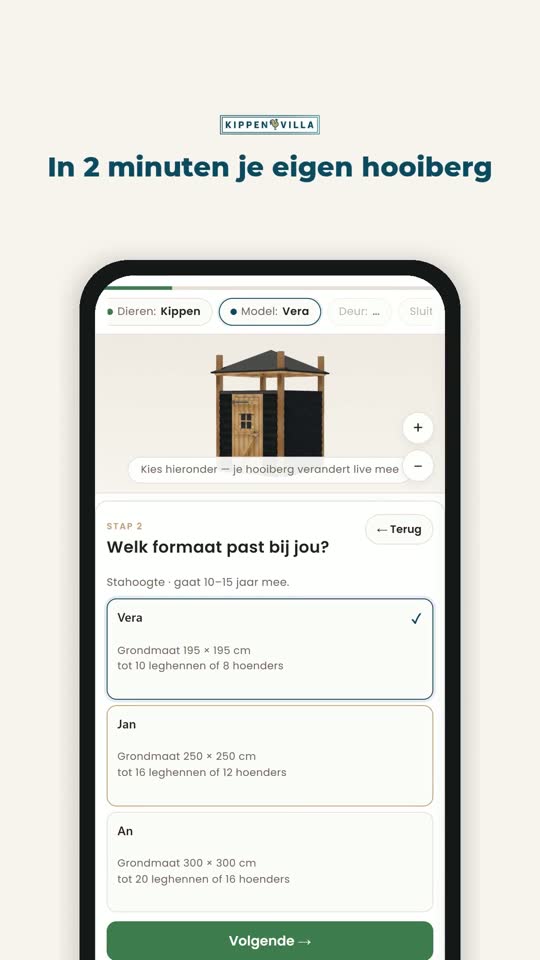 KIPPEN VILLA
In 2 minuten je eigen hooiberg
Dieren: Kippen
Model: Vera
Deur: ...
Sluit
+
Kies hieronder — je hooiberg verandert live mee
−
STAP 2
← Terug
Welk formaat past bij jou?
Stahoogte · gaat 10–15 jaar mee.
Vera ✓
Grondmaat 195 × 195 cm
tot 10 leghennen of 8 hoenders
Jan
Grondmaat 250 × 250 cm
tot 16 leghennen of 12 hoenders
An
Grondmaat 300 × 300 cm
tot 20 leghennen of 16 hoenders
Volgende →